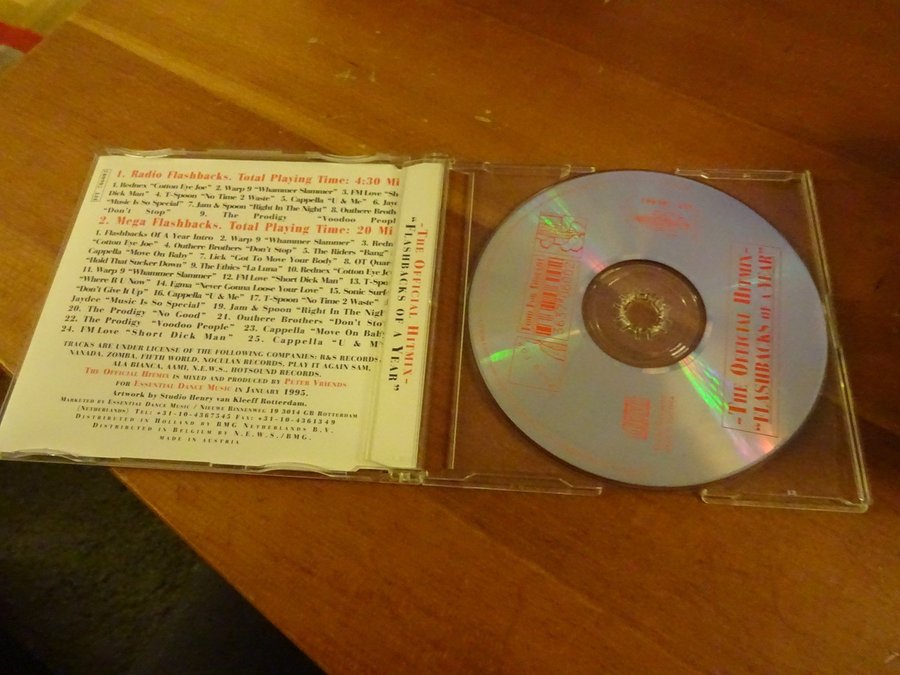 1. Radio Flashbacks. Total Playing Time: 4:30 Mi
1. Rednex "Cotton Eye Joe" 2. Warp 9 "Whammer Slammer" 3. FM Love "Sh
Dick Man" 4. T-Spoon "No Time 2 Waste" 5. Cappella "U & Me" 6. Jay
"Music Is So Special" 7. Jam & Spoon "Right In The Night" 8. Outhere Broth
"Don't Stop" 9. The Prodigy "Voodoo Peopl
2. Mega Flashbacks. Total Playing Time: 20 Mi
1. Flashbacks Of A Year Intro 2. Warp 9 "Whammer Slammer" 3. Redn
"Cotton Eye Joe" 4. Outhere Brothers "Don't Stop" 5. The Riders "Bang"
Cappella "Move On Baby" 7. Lick "Got To Move Your Body" 8. OT Quar
"Hold That Sucker Down" 9. The Ethics "La Luna" 10. Rednex "Cotton Eye Jo
11. Warp 9 "Whammer Slammer" 12. FM Love "Short Dick Man" 13. T-Spo
"Where R U Now" 14. Egma "Never Gonna Loose Your Love" 15. Sonic Surf
"Don't Give It Up" 16. Cappella "U & Me" 17. T-Spoon "No Time 2 Waste"
Jaydee "Music Is So Special" 19. Jam & Spoon "Right In The Nigh
20. The Prodigy "No Good" 21. Outhere Brothers "Don't Sto
22. The Prodigy "Voodoo People" 23. Cappella "Move On Baby
24. FM Love "Short Dick Man" 25. Cappella "U & M
TRACKS ARE UNDER LICENSE OF THE FOLLOWING COMPANIES: R&S RECORDS,
NANADA, ZOMBA, FIFTH WORLD, NOCLEAN RECORDS, PLAY IT AGAIN SAM,
ALA BIANCA, AAMI, N.E.W.S., HOTSOUND RECORDS.
The Official Hitmix is mixed and produced by Peter Vriends
for Essential Dance Music in January 1995.
Artwork by Studio Henry van Kleeff Rotterdam.
Marketed by Essential Dance Music / Nieuwe Binnenweg 19 3014 GB Rotterdam
(Netherlands) Tel: +31-10-4367545 Fax: +31-10-4361349
Distributed in Holland by BMG Netherlands B.V.
Distributed in Belgium by N.E.W.S./BMG.
made in austria
-The Official Hitmix-
"Flashbacks of a Year"
-The Official Hitmix-
"Flashbacks of a Year"